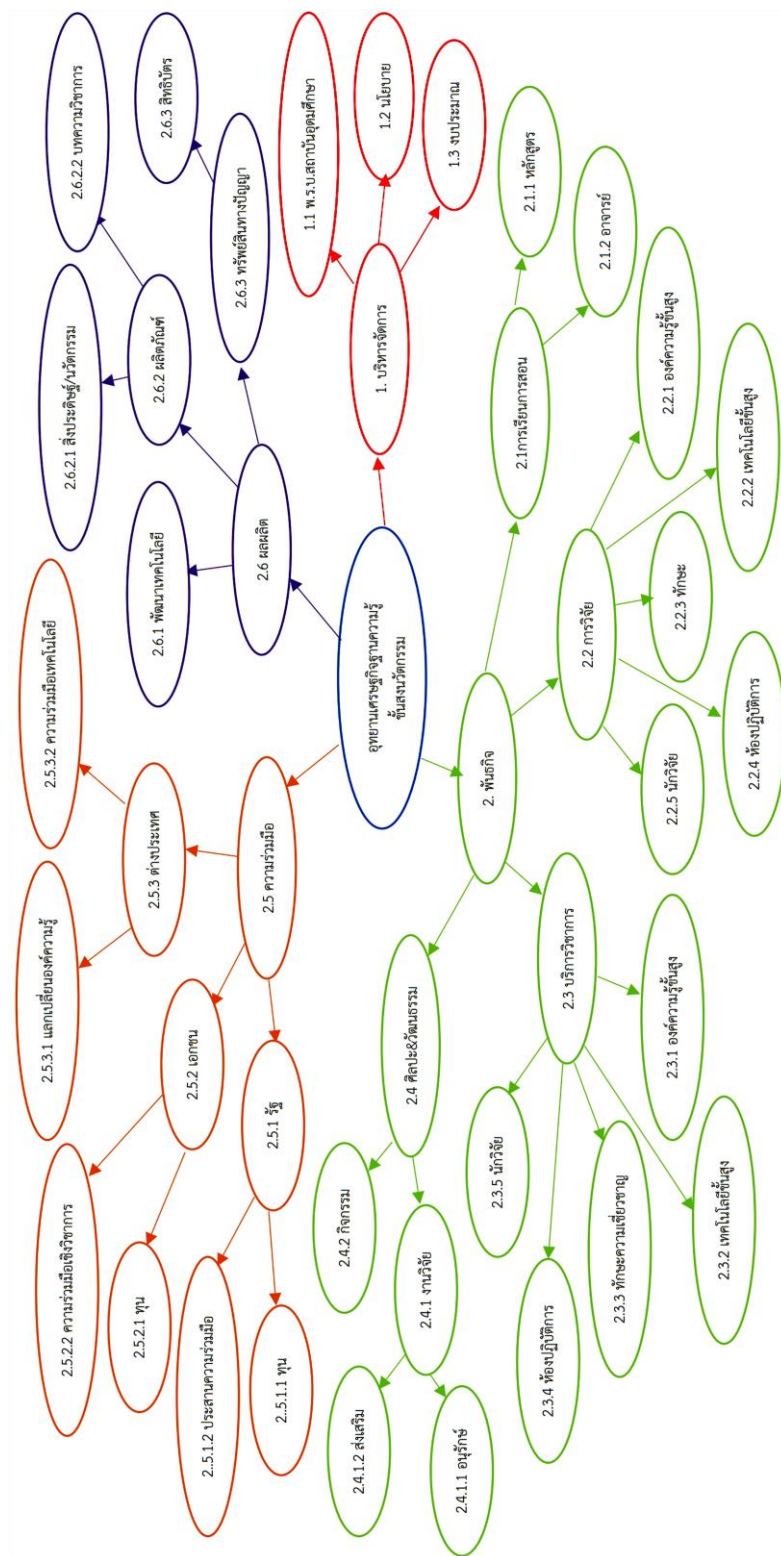 อุทยานเศรษฐกิจฐานความรู้
ขั้นสงนวัตกรรม
1. บริหารจัดการ
1.1 พ.ร.บ.สถาบันอุดมศึกษา
1.2 นโยบาย
1.3 งบประมาณ
2. พันธกิจ
2.1การเรียนการสอน
2.1.1 หลักสูตร
2.1.2 อาจารย์
2.2 การวิจัย
2.2.1 องค์ความรู้ขั้นสูง
2.2.2 เทคโนโลยีขั้นสูง
2.2.3 ทักษะ
2.2.4 ห้องปฏิบัติการ
2.2.5 นักวิจัย
2.3 บริการวิชาการ
2.3.1 องค์ความรู้ขั้นสูง
2.3.2 เทคโนโลยีขั้นสูง
2.3.3 ทักษะความเชี่ยวชาญ
2.3.4 ห้องปฏิบัติการ
2.3.5 นักวิจัย
2.4 ศิลปะ&วัฒนธรรม
2.4.1 งานวิจัย
2.4.1.1 อนุรักษ์
2.4.1.2 ส่งเสริม
2.4.2 กิจกรรม
2.5 ความร่วมมือ
2.5.1 รัฐ
2..5.1.1 ทุน
2..5.1.2 ประสานความร่วมมือ
2.5.2 เอกชน
2.5.2.1 ทุน
2.5.2.2 ความร่วมมือเชิงวิชาการ
2.5.3 ต่างประเทศ
2.5.3.1 แลกเปลี่ยนองค์ความรู้
2.5.3.2 ความร่วมมือเทคโนโลยี
2.6 ผลผลิต
2.6.1 พัฒนาเทคโนโลยี
2.6.2 ผลิตภัณฑ์
2.6.2.1 สิ่งประดิษฐ์/นวัตกรรม
2.6.2.2 บทความวิชาการ
2.6.3 ทรัพย์สินทางปัญญา
2.6.3 สิทธิบัตร